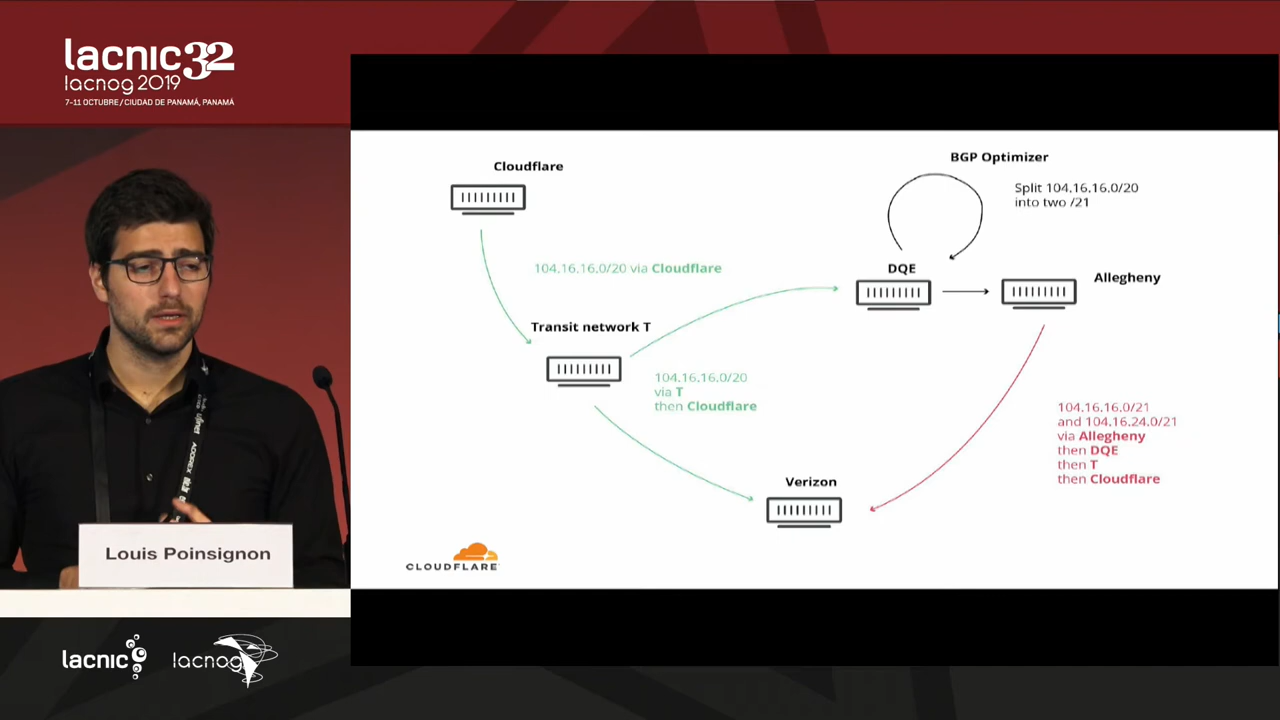 lacnic32
lacnog 2019
7-11 OCTUBRE / CIUDAD DE PANAMÁ, PANAMÁ
Cloudflare
BGP Optimizer
Split 104.16.16.0/20
into two /21
104.16.16.0/20 via Cloudflare
DQE
Allegheny
Transit network T
104.16.16.0/20
via T
then Cloudflare
104.16.16.0/21
and 104.16.24.0/21
via Allegheny
then DQE
then T
then Cloudflare
Verizon
CLOUDFLARE
Louis Poinsignon
lacnic
lacnog